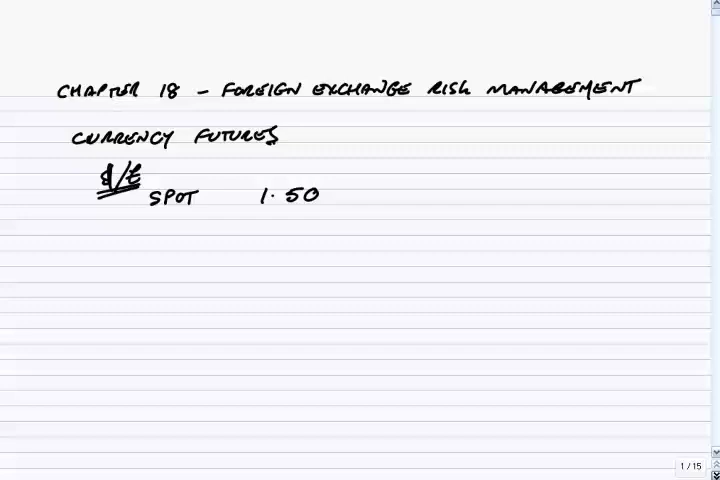 CHAPTER 18 - FOREIGN EXCHANGE RISK MANAGEMENT
CURRENCY FUTURES
$/£
SPOT 1.50
1 / 15